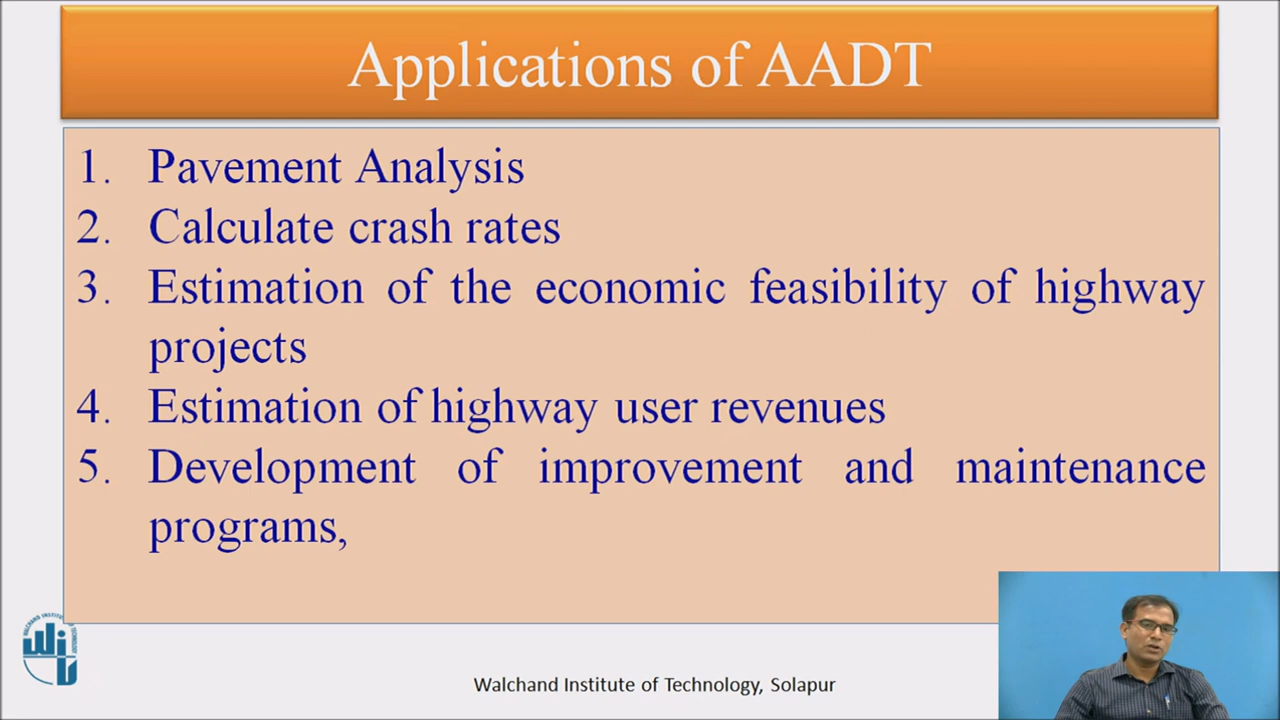 Applications of AADT
1. Pavement Analysis
2. Calculate crash rates
3. Estimation of the economic feasibility of highway
projects
4. Estimation of highway user revenues
5. Development of improvement and maintenance
programs,
Walchand Institute of Technology, Solapur